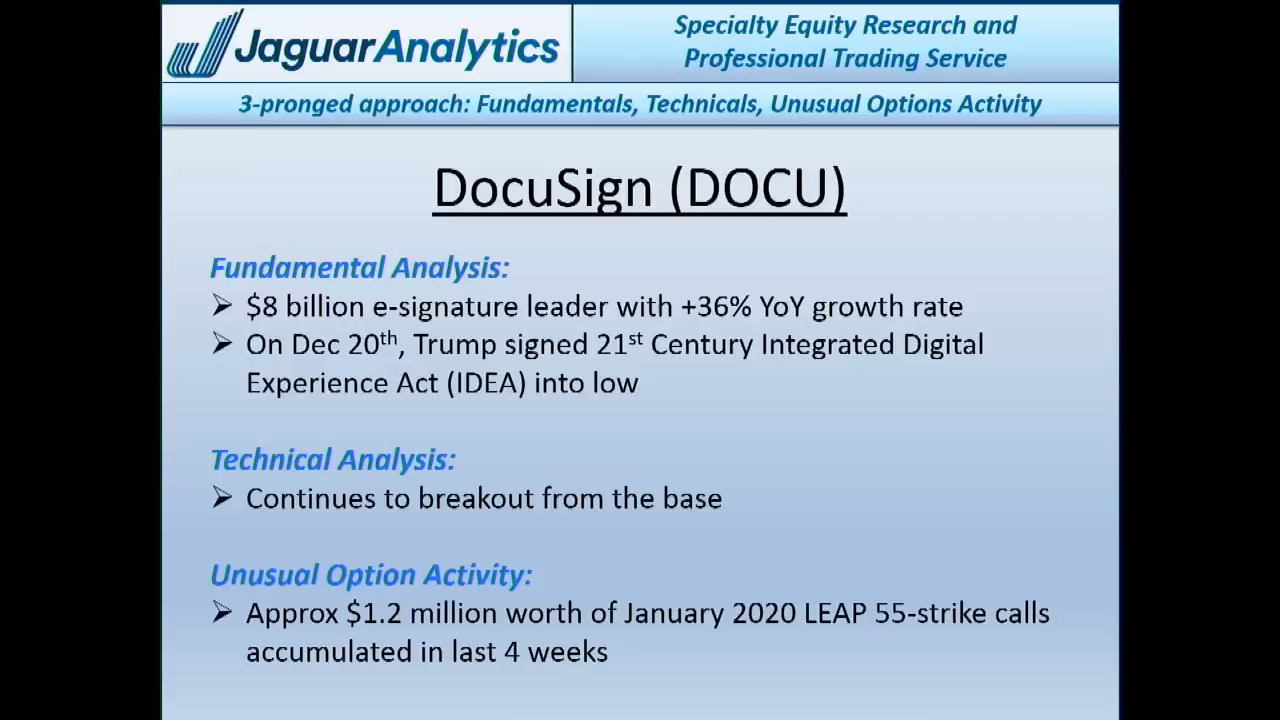 JaguarAnalytics
Specialty Equity Research and
Professional Trading Service
3-pronged approach: Fundamentals, Technicals, Unusual Options Activity
DocuSign (DOCU)
Fundamental Analysis:
➢ $8 billion e-signature leader with +36% YoY growth rate
➢ On Dec 20th, Trump signed 21st Century Integrated Digital
Experience Act (IDEA) into low
Technical Analysis:
➢ Continues to breakout from the base
Unusual Option Activity:
➢ Approx $1.2 million worth of January 2020 LEAP 55-strike calls
accumulated in last 4 weeks